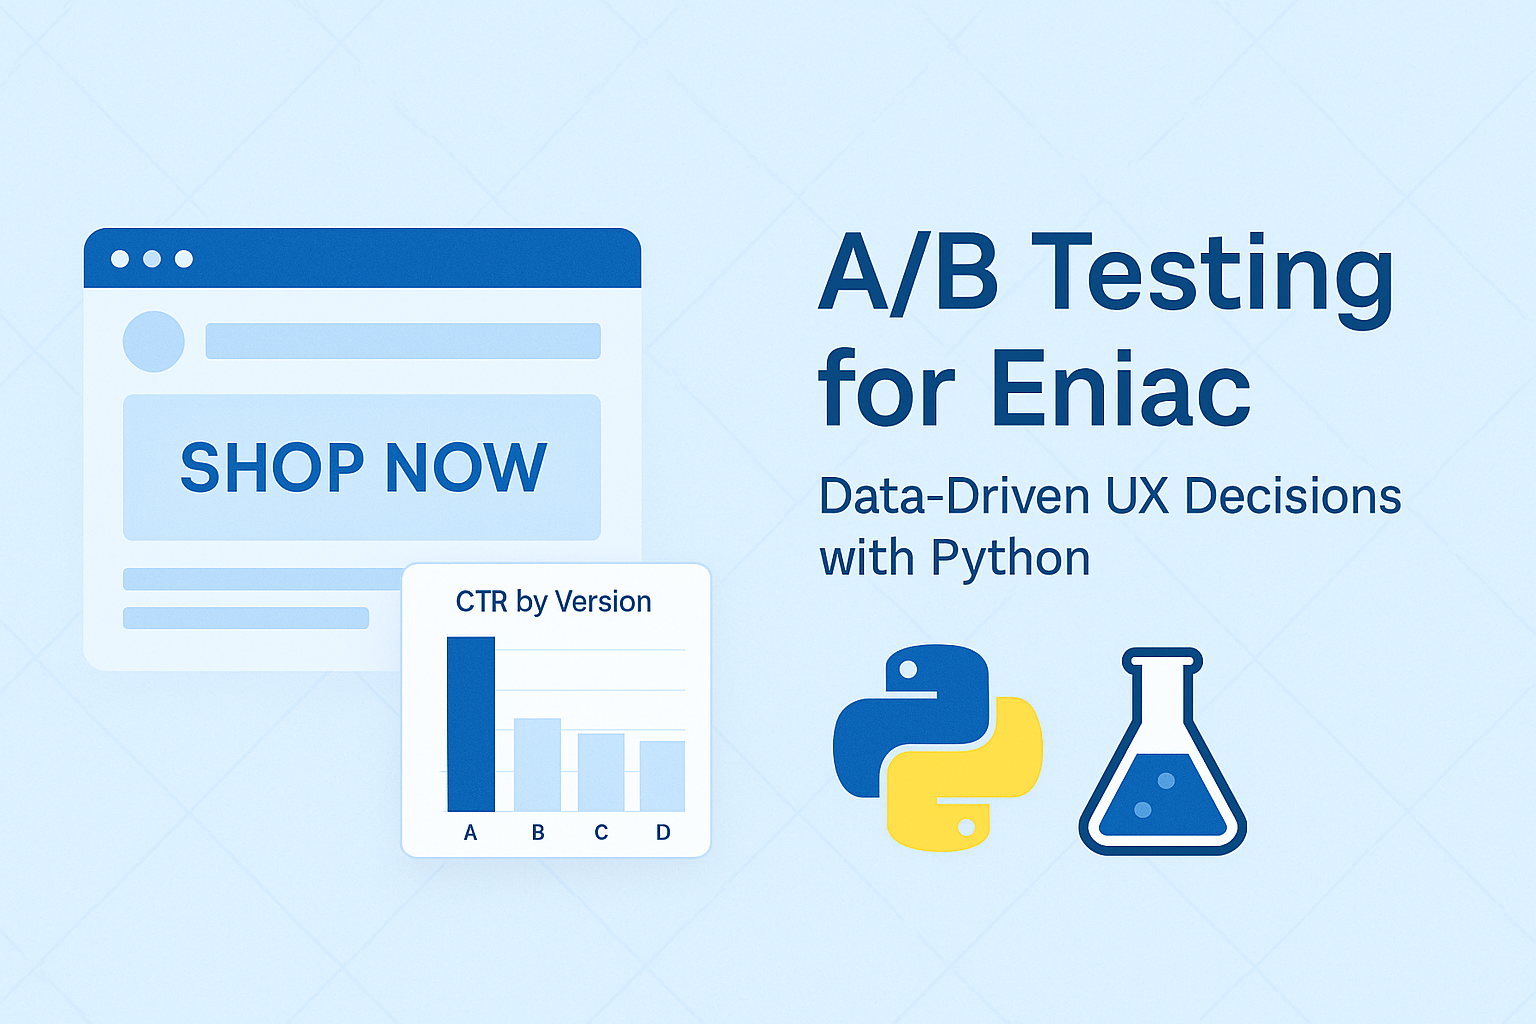 SHOP NOW
CTR by Version
A B C D
A/B Testing
for Eniac
Data-Driven UX Decisions
with Python